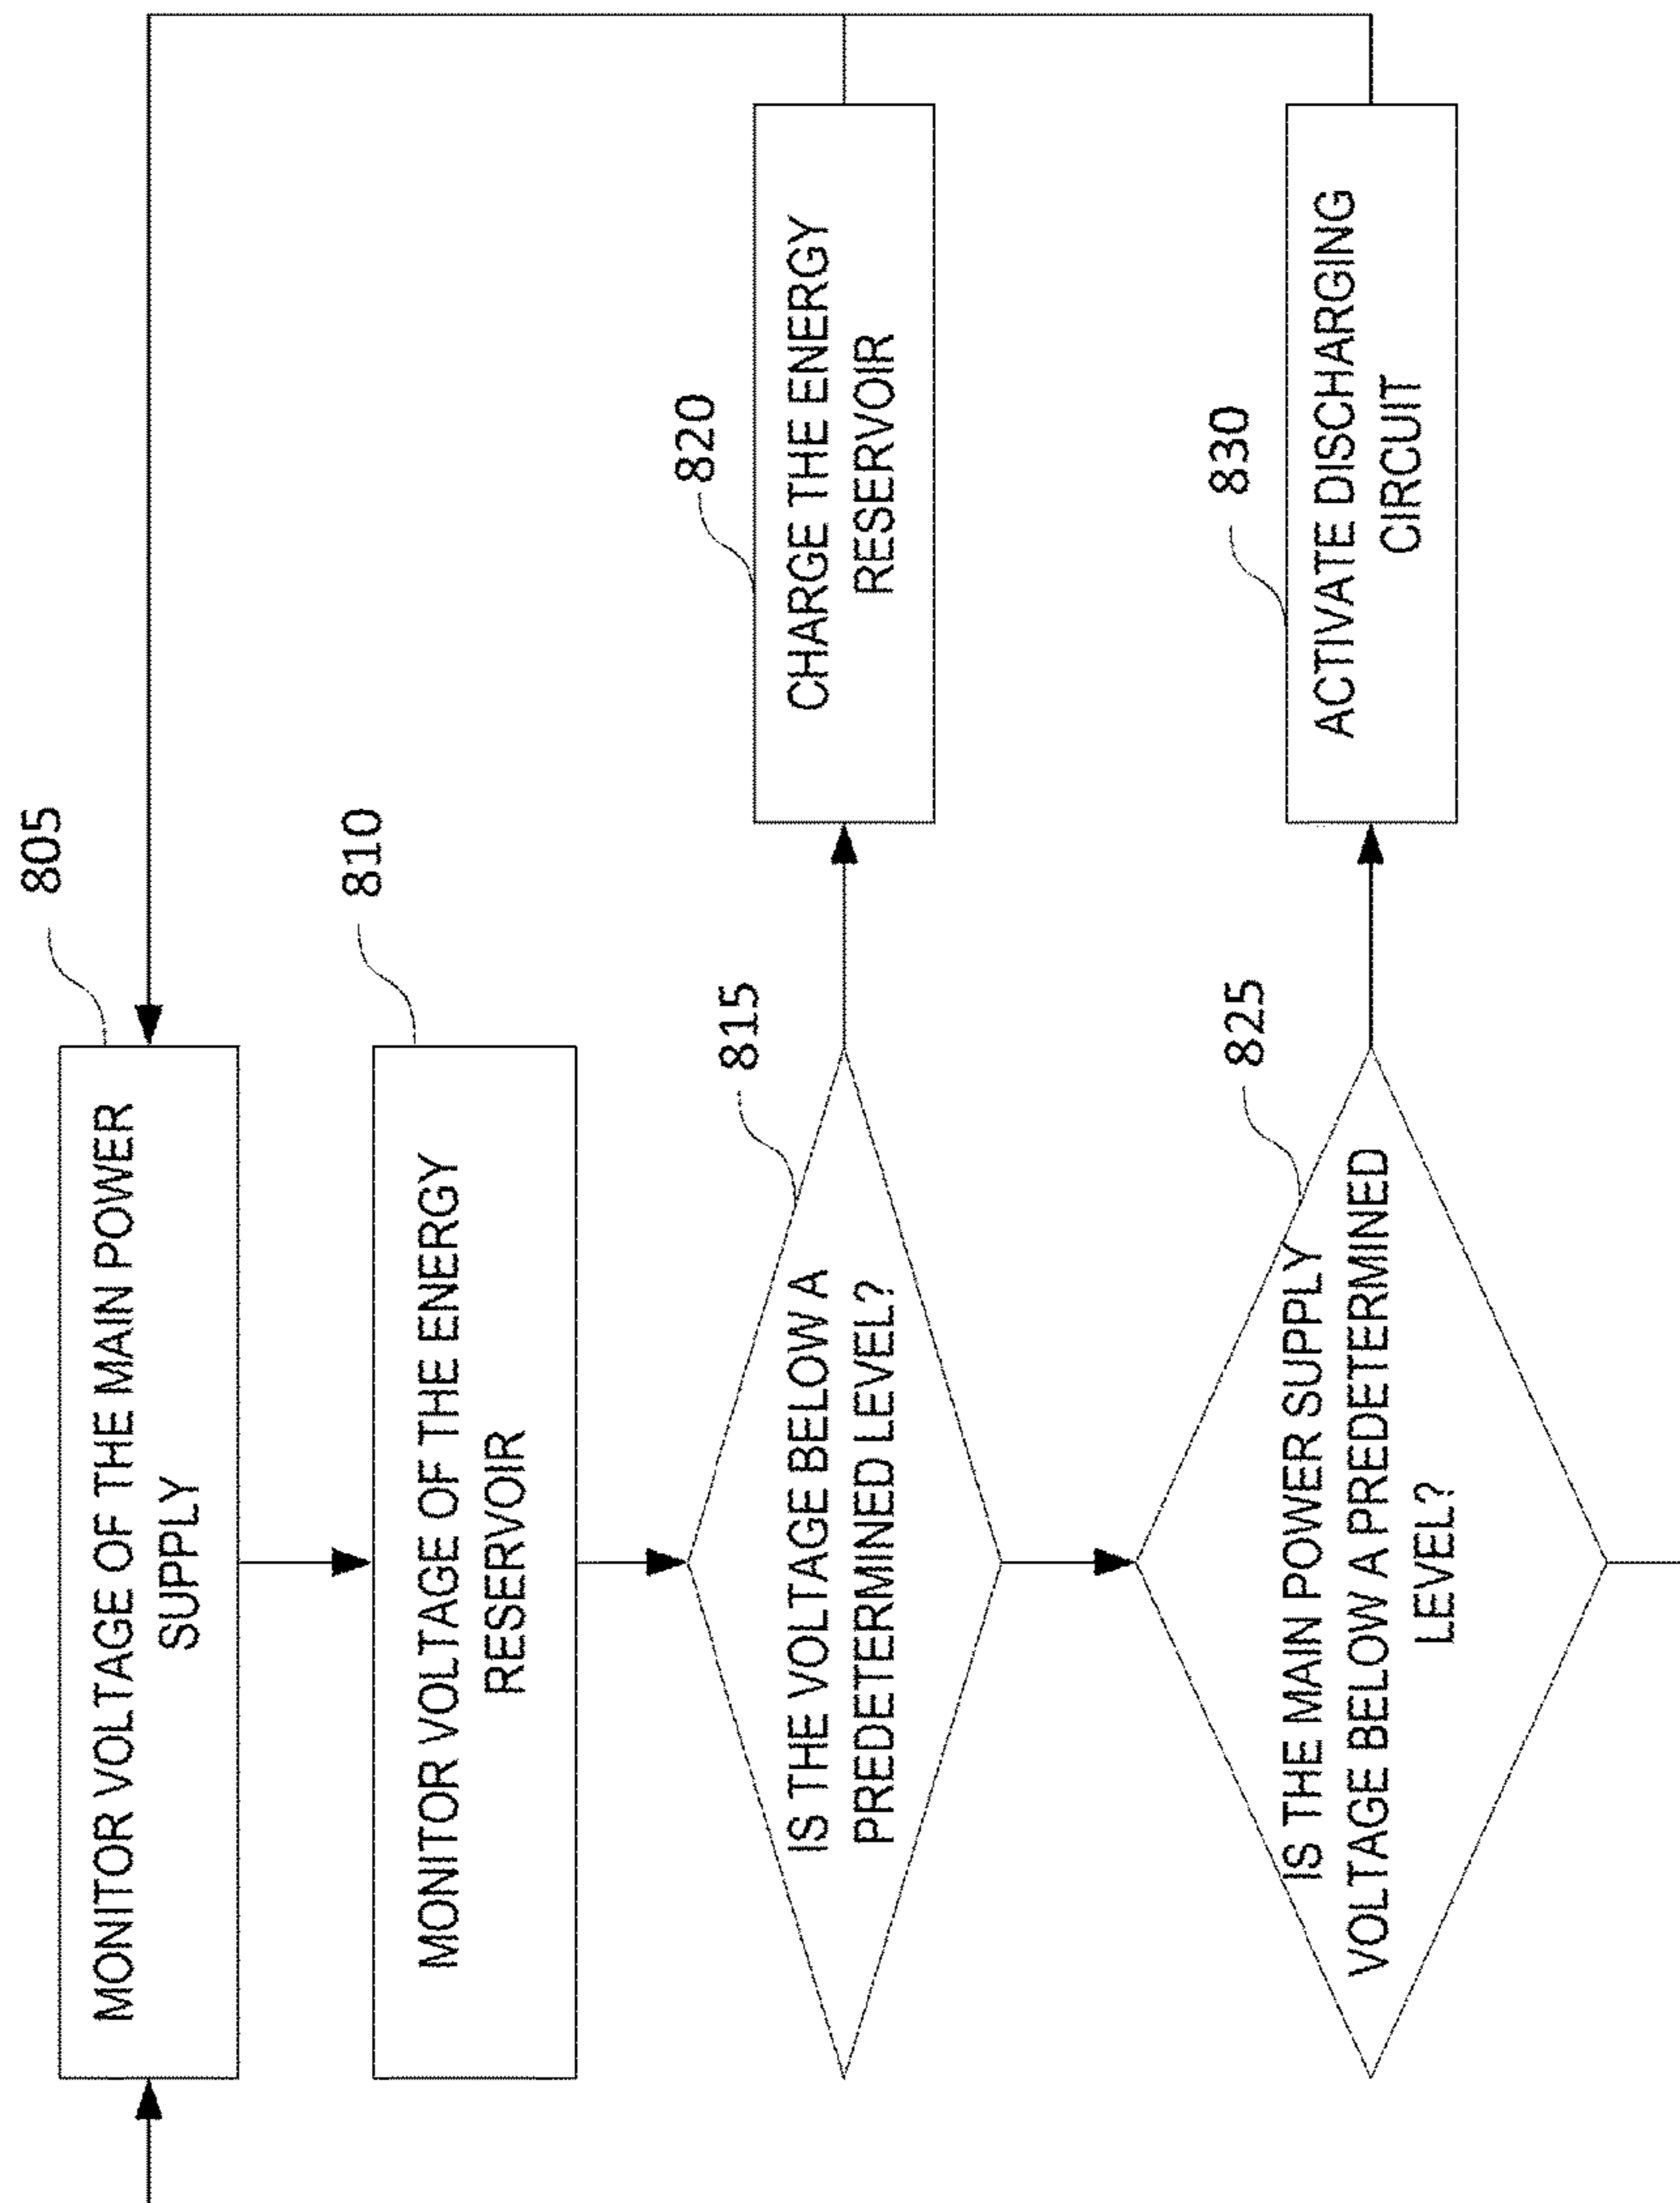 805
MONITOR VOLTAGE OF THE MAIN POWER
SUPPLY
810
MONITOR VOLTAGE OF THE ENERGY
RESERVOIR
815
IS THE VOLTAGE BELOW A
PREDETERMINED LEVEL?
820
CHARGE THE ENERGY
RESERVOIR
825
IS THE MAIN POWER SUPPLY
VOLTAGE BELOW A PREDETERMINED
LEVEL?
830
ACTIVATE DISCHARGING
CIRCUIT